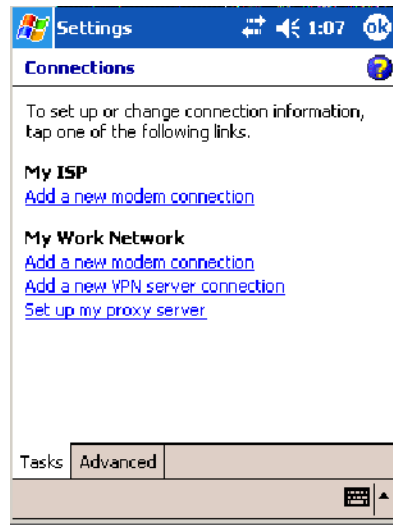 Settings 1:07 ok
Connections ?
To set up or change connection information,
tap one of the following links.
My ISP
Add a new modem connection
My Work Network
Add a new modem connection
Add a new VPN server connection
Set up my proxy server
Tasks Advanced